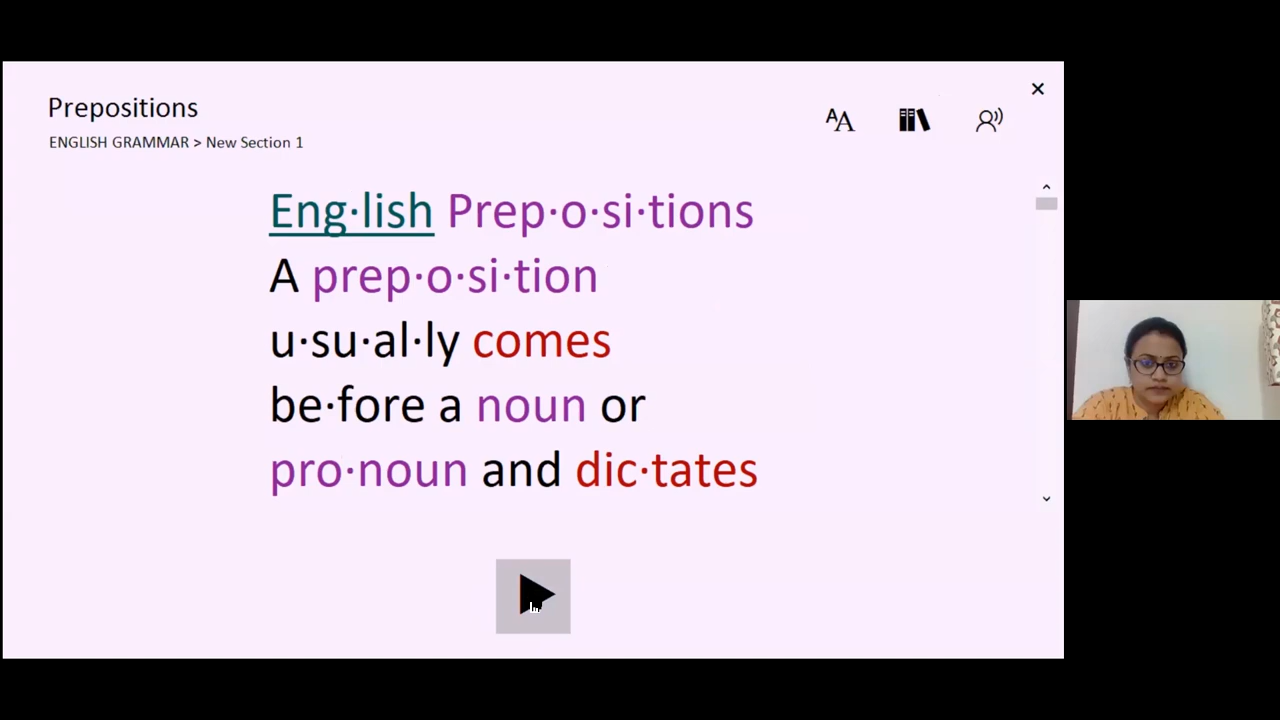 Prepositions
ENGLISH GRAMMAR > New Section 1
Eng·lish Prep·o·si·tions
A prep·o·si·tion
u·su·al·ly comes
be·fore a noun or
pro·noun and dic·tates